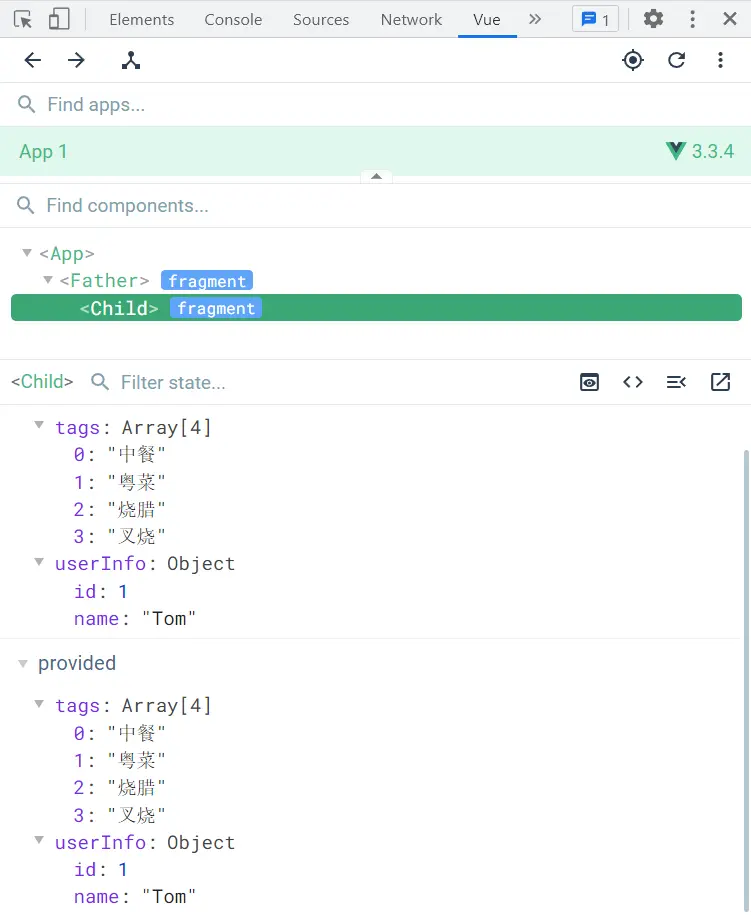 Elements Console Sources Network Vue 1
Find apps...
App 1 3.3.4
Find components...
<App>
<Father> fragment
<Child> fragment
<Child> Filter state...
tags: Array[4]
0: "中餐"
1: "粤菜"
2: "烧腊"
3: "叉烧"
userInfo: Object
id: 1
name: "Tom"
provided
tags: Array[4]
0: "中餐"
1: "粤菜"
2: "烧腊"
3: "叉烧"
userInfo: Object
id: 1
name: "Tom"